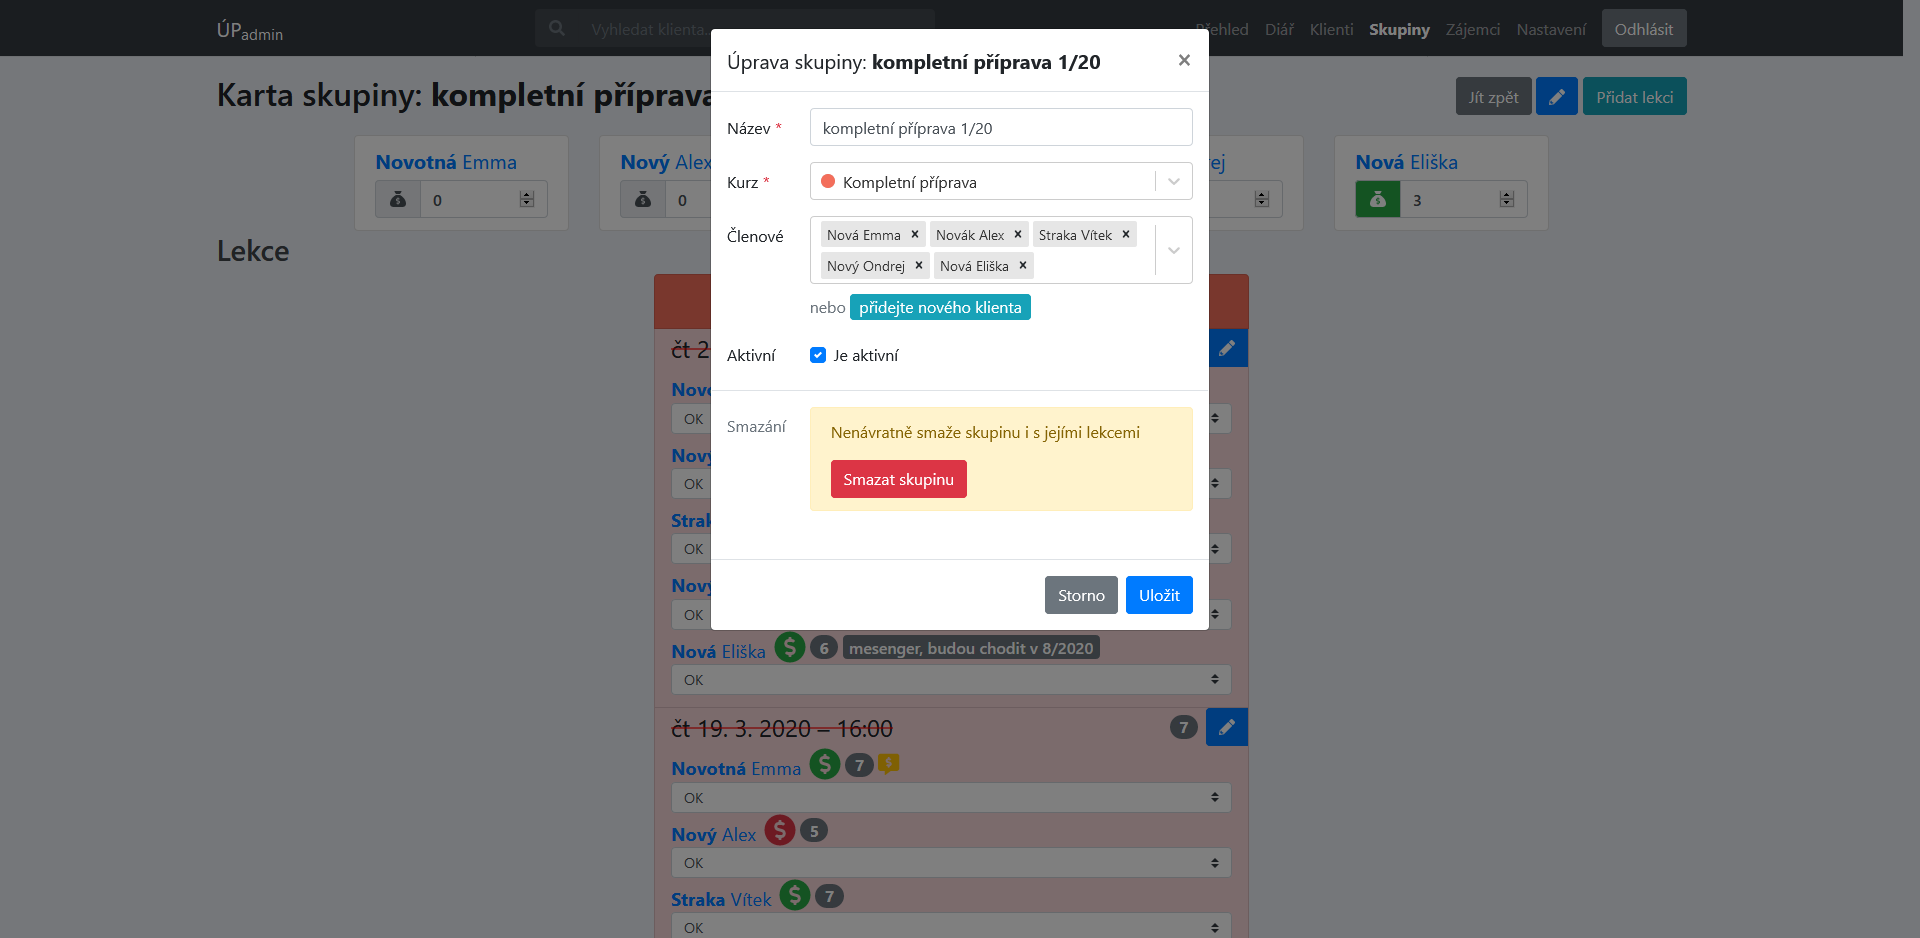 ÚPadmin
Vyhledat klienta...
Přehled
Diář
Klienti
Skupiny
Zájemci
Nastavení
Odhlásit
Úprava skupiny: kompletní příprava 1/20
×
Karta skupiny: kompletní příprava
Jít zpět
Přidat lekci
Název *
kompletní příprava 1/20
Kurz *
Kompletní příprava
Členové
Nová Emma ×
Novák Alex ×
Straka Vítek ×
Nový Ondrej ×
Nová Eliška ×
nebo přidejte nového klienta
Aktivní
Je aktivní
Smazání
Nenávratně smaže skupinu i s jejími lekcemi
Smazat skupinu
Storno
Uložit
Novotná Emma
0
Nový Alex
0
Nová Eliška
3
Lekce
čt 2
OK
Nový
OK
OK
Nový
OK
Nová Eliška
6
mesenger, budou chodit v 8/2020
OK
čt 19. 3. 2020 – 16:00
7
Novotná Emma
7
OK
Nový Alex
5
OK
Straka Vítek
7
OK